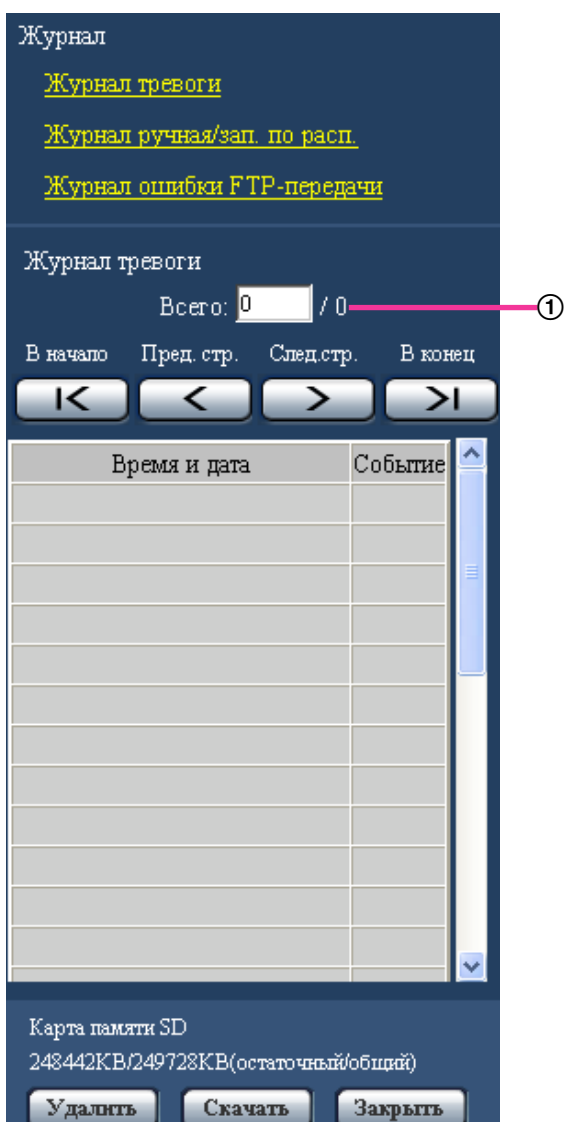 Журнал
Журнал тревоги
Журнал ручная/зап. по расп.
Журнал ошибки FTP-передачи
Журнал тревоги
Всего: 0 / 0 ①
В начало Пред. стр. След.стр. В конец
Время и дата Событие
Карта памяти SD
248442KB/249728KB(остаточный/общий)
Удалить Скачать Закрыть